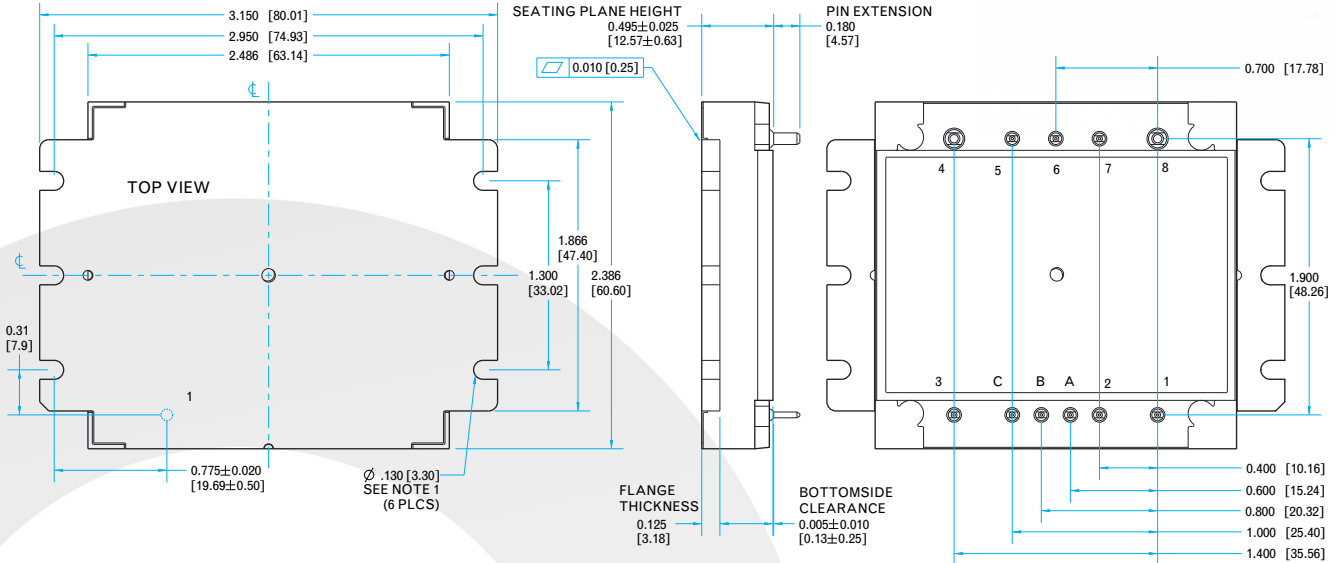 3.150 [80.01]
2.950 [74.93]
2.486 [63.14]
℄
℄
TOP VIEW
1.866
[47.40]
1.300
[33.02]
2.386
[60.60]
0.31
[7.9]
1
0.775±0.020
[19.69±0.50]
Ø .130 [3.30]
SEE NOTE 1
(6 PLCS)
SEATING PLANE HEIGHT
0.495±0.025
[12.57±0.63]
PIN EXTENSION
0.180
[4.57]
0.010 [0.25]
FLANGE
THICKNESS
0.125
[3.18]
BOTTOMSIDE
CLEARANCE
0.005±0.010
[0.13±0.25]
0.700 [17.78]
4 5 6 7 8
1.900
[48.26]
3 C B A 2 1
0.400 [10.16]
0.600 [15.24]
0.800 [20.32]
1.000 [25.40]
1.400 [35.56]